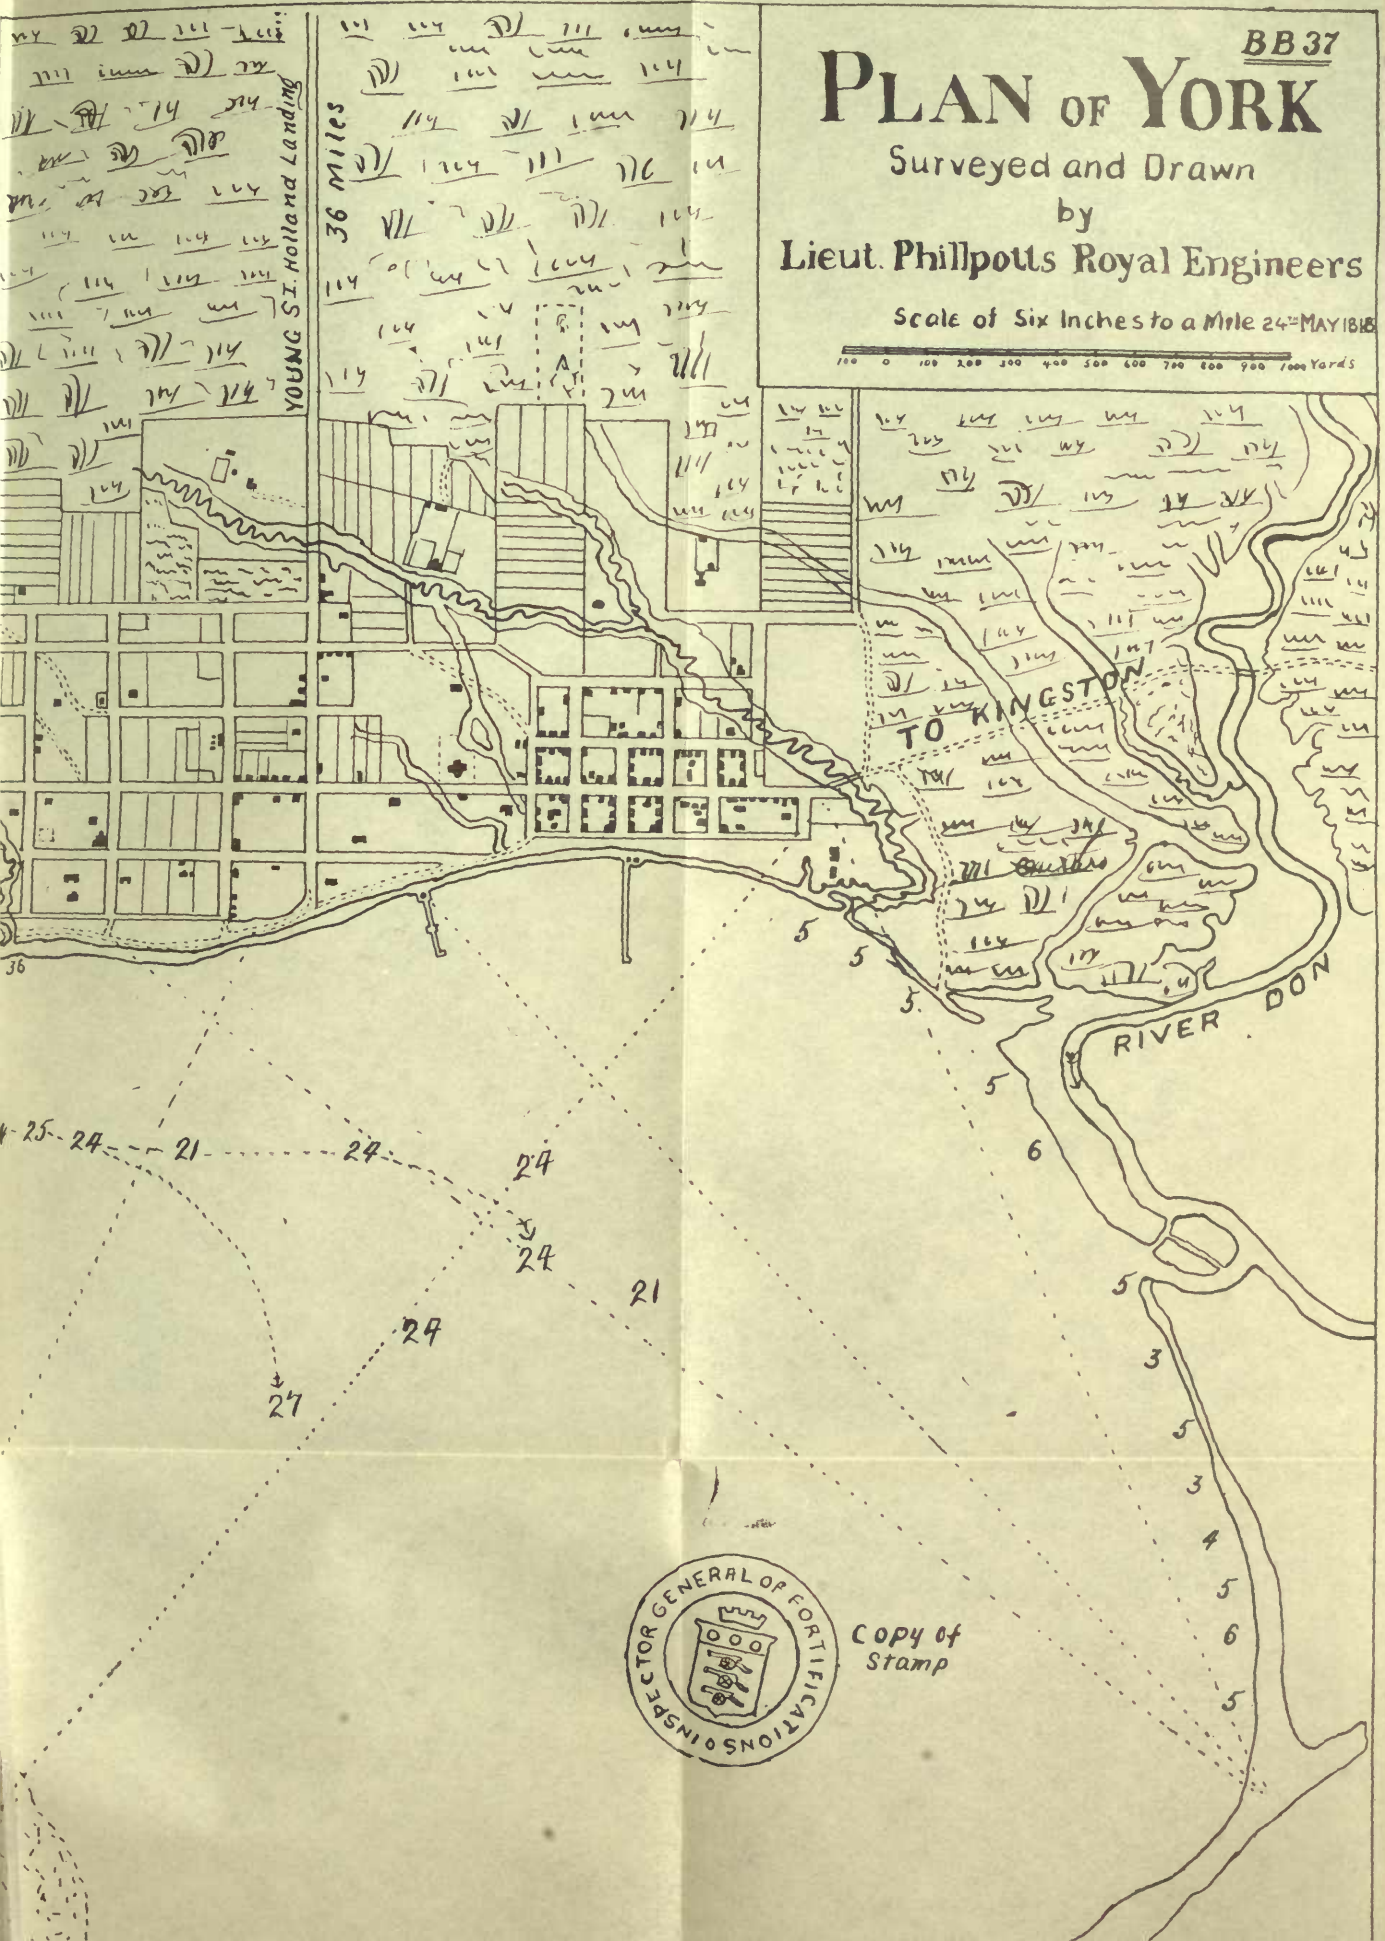 BB37
PLAN OF YORK
Surveyed and Drawn
by
Lieut. Phillpotts Royal Engineers
Scale of Six Inches to a Mile 24TH MAY 1818
100 0 100 200 300 400 500 600 700 800 900 1000 Yards
YOUNG ST. Holland Landing
36 Miles
TO KINGSTON
RIVER DON
36
5
5
5
5
6
25
24
21
24
24
24
21
24
27
5
3
5
3
4
5
6
5
INSPECTOR GENERAL OF FORTIFICATIONS
Copy of
Stamp